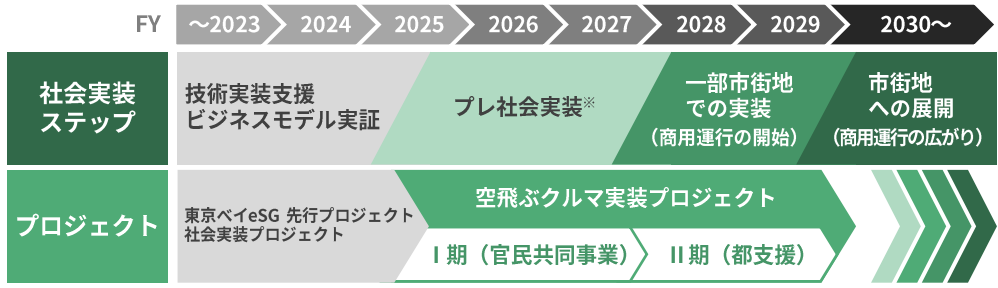 FY
～2023
2024
2025
2026
2027
2028
2029
2030～
社会実装
ステップ
技術実装支援
ビジネスモデル実証
プレ社会実装※
一部市街地
での実装
（商用運行の開始）
市街地
への展開
（商用運行の広がり）
プロジェクト
東京ベイeSG 先行プロジェクト
社会実装プロジェクト
空飛ぶクルマ実装プロジェクト
Ⅰ期（官民共同事業）
Ⅱ期（都支援）